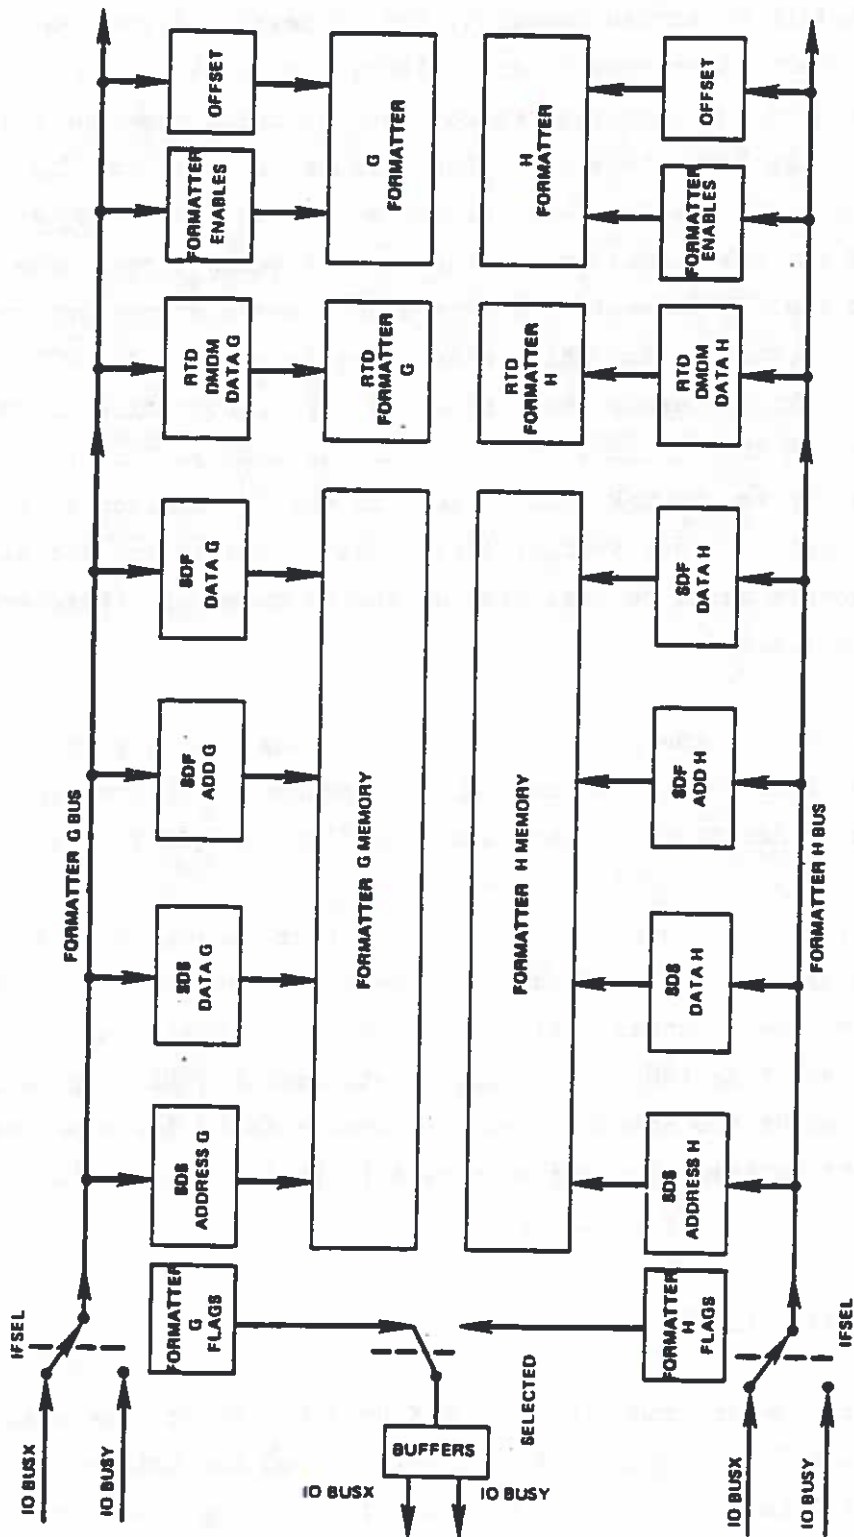 IFSEL
IO BUSX
IO BUSY
FORMATTER G BUS
FORMATTER
G
FLAGS
SDS
ADDRESS G
SDS
DATA G
SDF
ADD G
SDF
DATA G
RTD
DMDM
DATA G
FORMATTER
ENABLES
OFFSET
FORMATTER G MEMORY
RTD
FORMATTER
G
G
FORMATTER
BUFFERS
IO BUSX
IO BUSY
SELECTED
FORMATTER H MEMORY
RTD
FORMATTER
H
H
FORMATTER
FORMATTER
H
FLAGS
SDS
ADDRESS H
SDS
DATA H
SDF
ADD H
SDF
DATA H
RTD
DMDM
DATA H
FORMATTER
ENABLES
OFFSET
IO BUSX
IO BUSY
IFSEL
FORMATTER H BUS